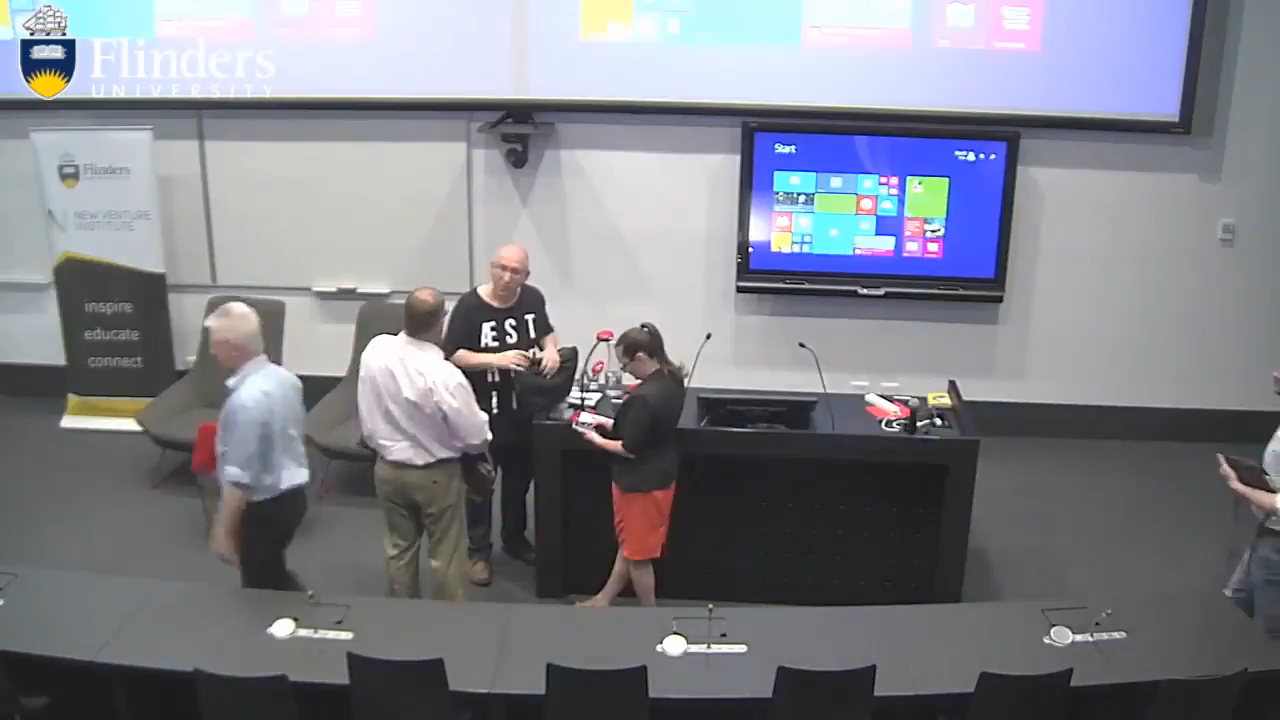 Flinders
UNIVERSITY
Flinders
NEW VENTURE
INSTITUTE
inspire
educate
connect
Start
ÆST